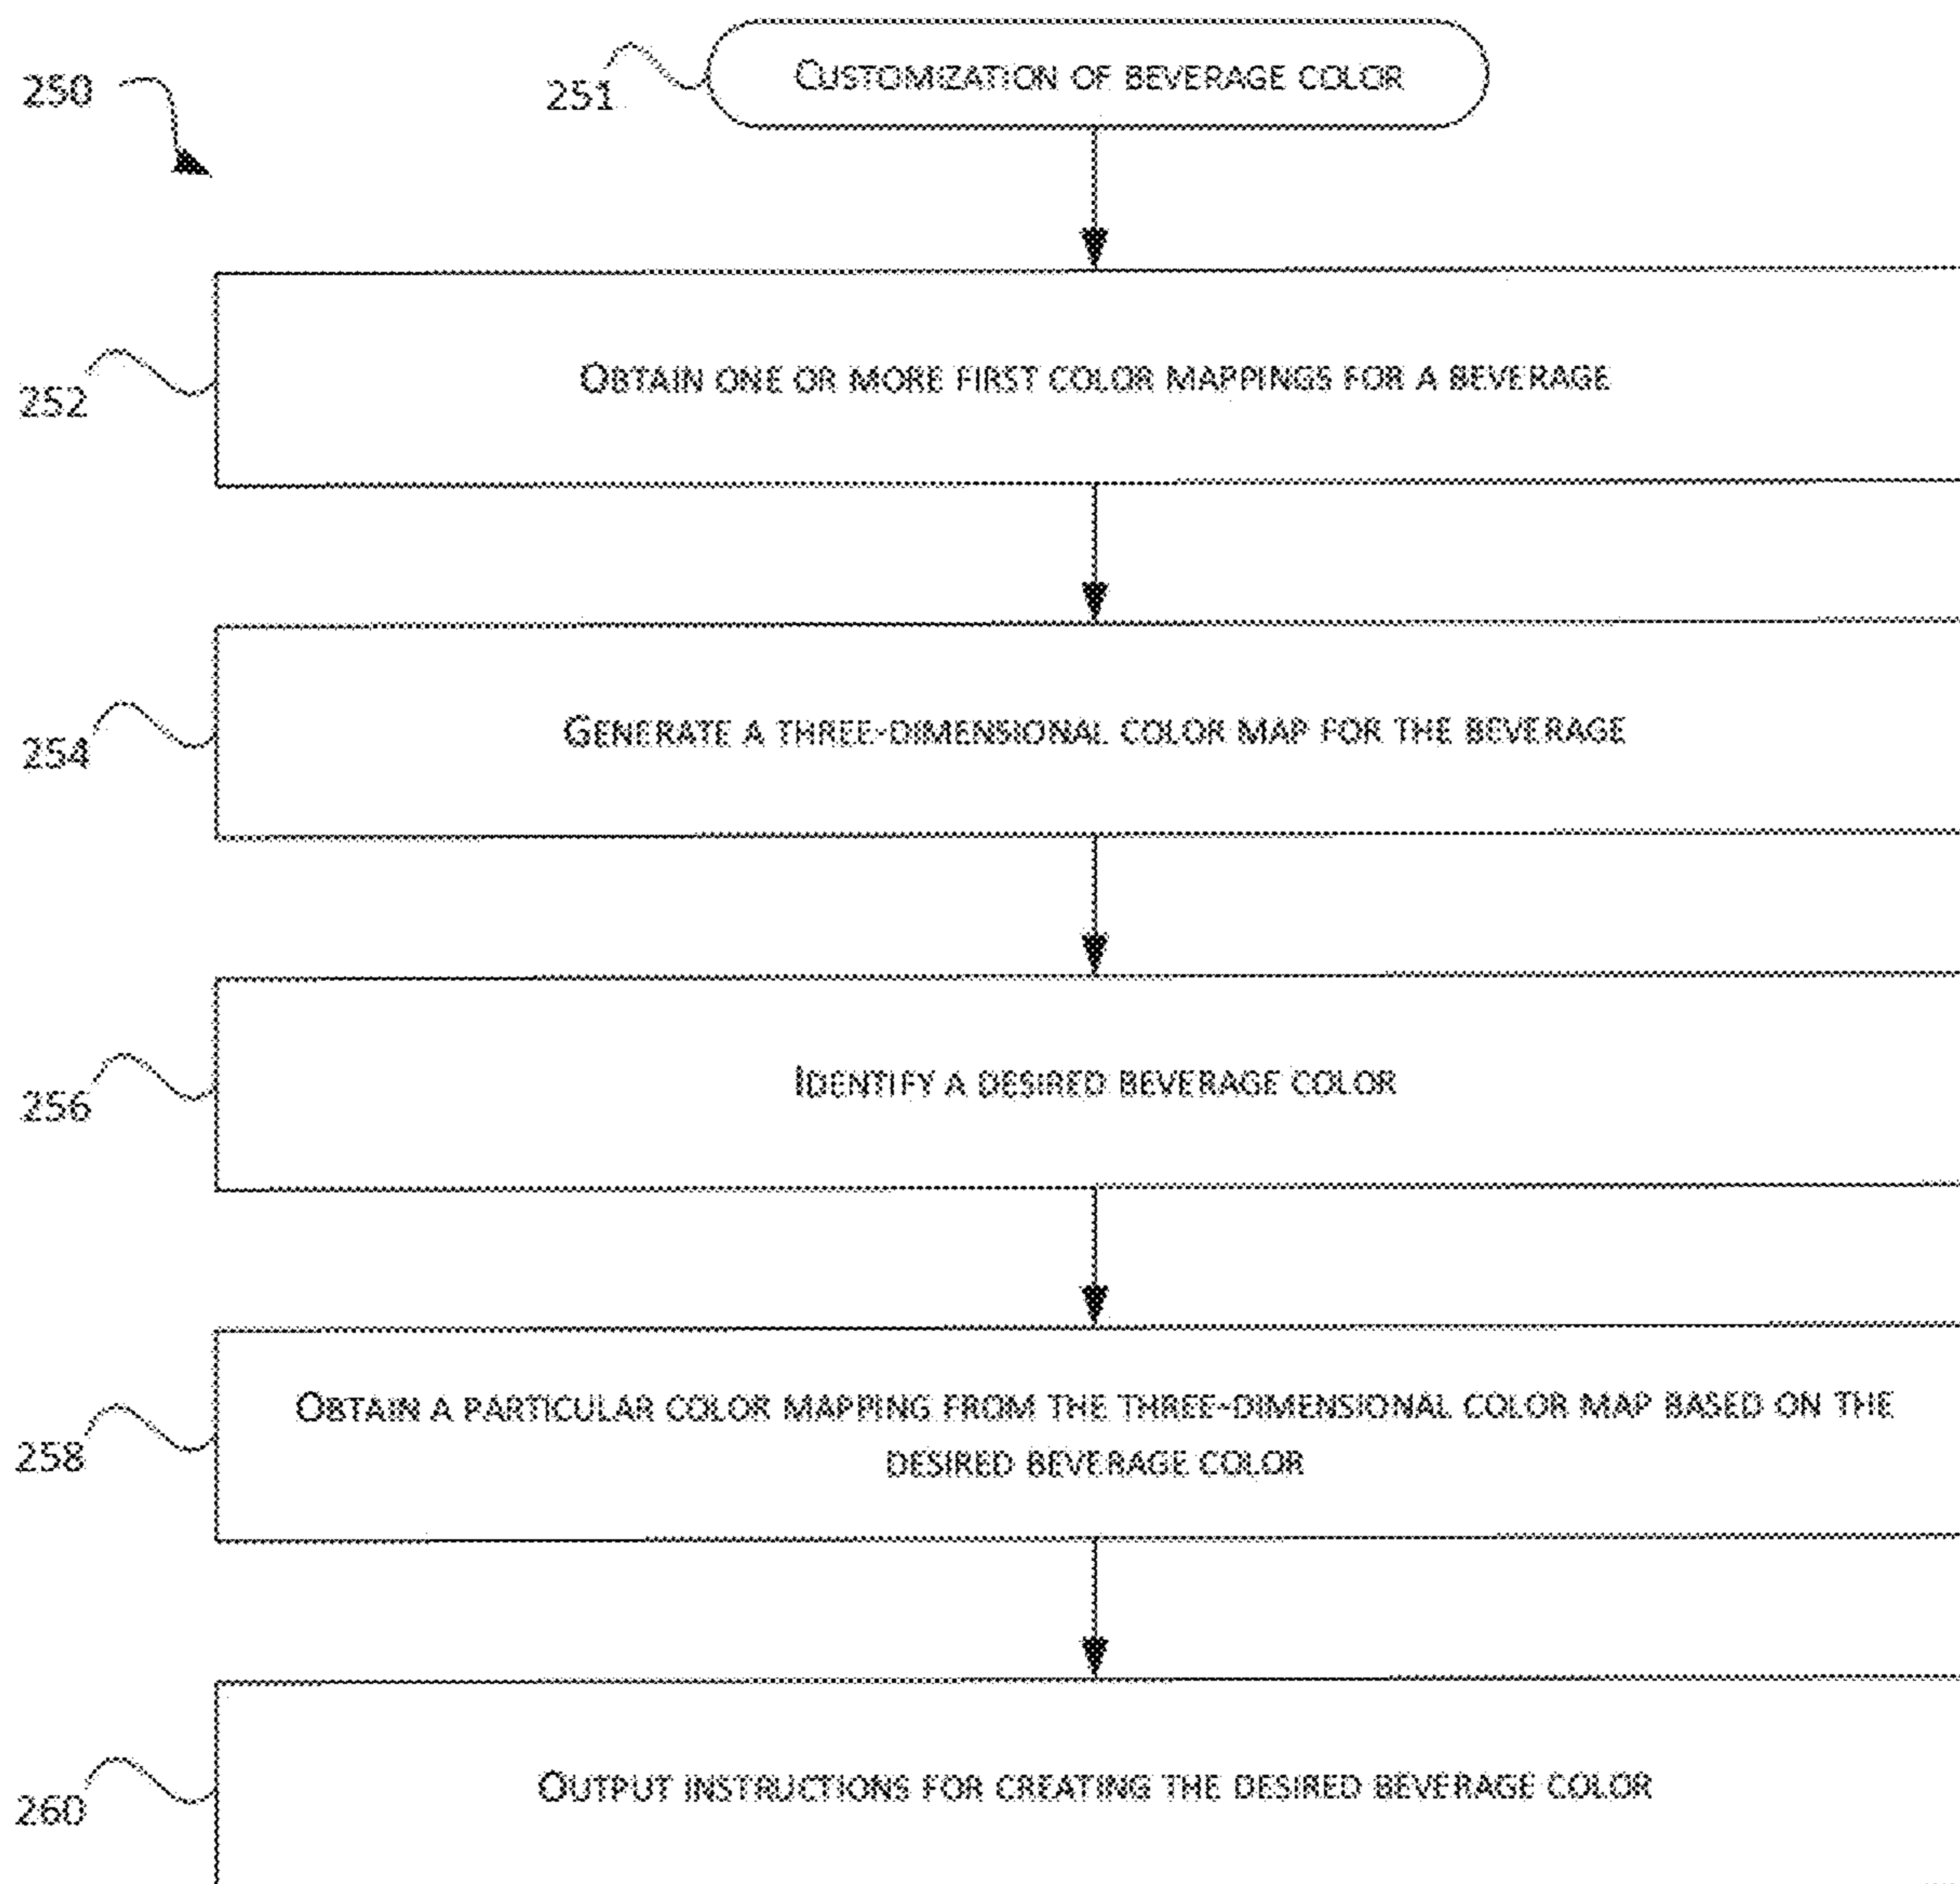 250
251
Customization of beverage color
252
Obtain one or more first color mappings for a beverage
254
Generate a three-dimensional color map for the beverage
256
Identify a desired beverage color
258
Obtain a particular color mapping from the three-dimensional color map based on the
desired beverage color
260
Output instructions for creating the desired beverage color